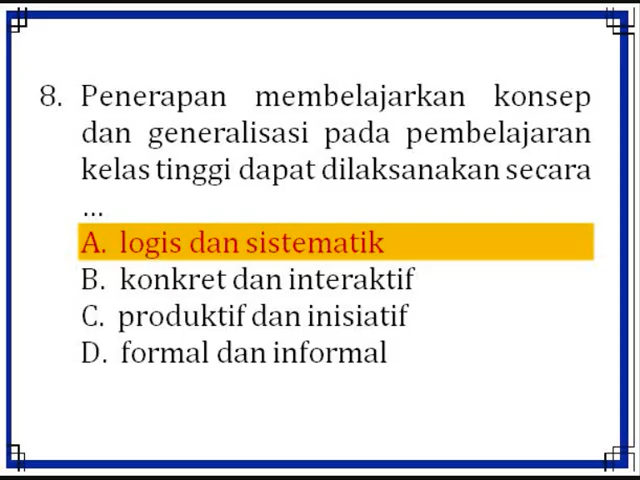 8. Penerapan membelajarkan konsep
dan generalisasi pada pembelajaran
kelas tinggi dapat dilaksanakan secara
...
A. logis dan sistematik
B. konkret dan interaktif
C. produktif dan inisiatif
D. formal dan informal